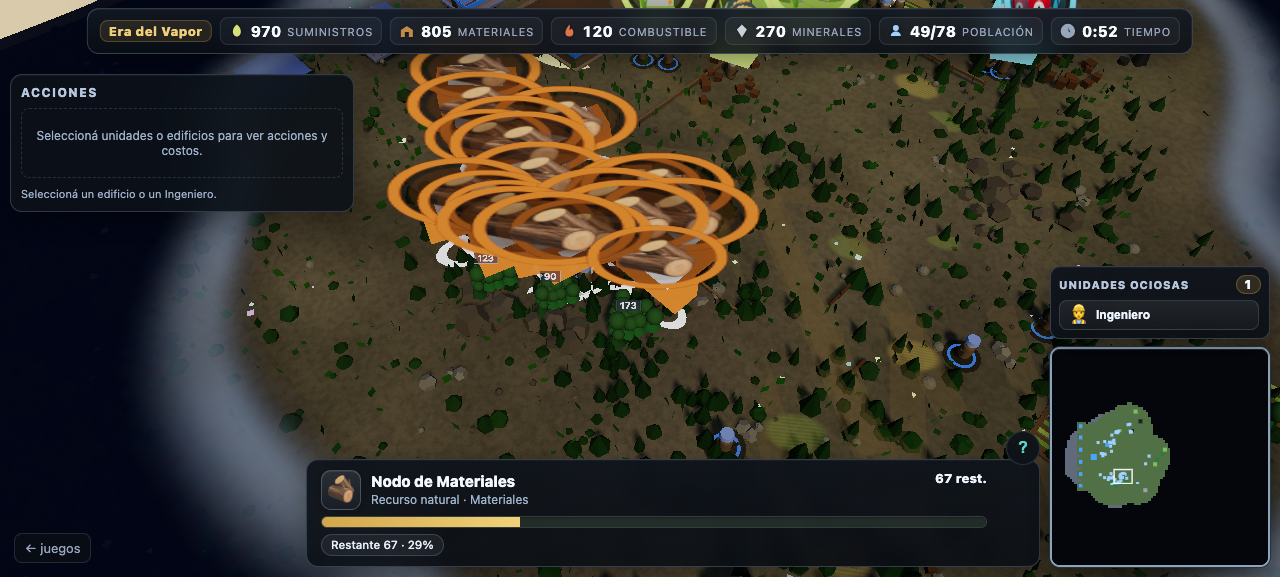 Era del Vapor
970 SUMINISTROS
805 MATERIALES
120 COMBUSTIBLE
270 MINERALES
49/78 POBLACIÓN
0:52 TIEMPO
ACCIONES
Seleccioná unidades o edificios para ver acciones y
costos.
Seleccioná un edificio o un Ingeniero.
123
90
173
UNIDADES OCIOSAS
1
Ingeniero
?
Nodo de Materiales
67 rest.
Recurso natural · Materiales
Restante 67 · 29%
← juegos